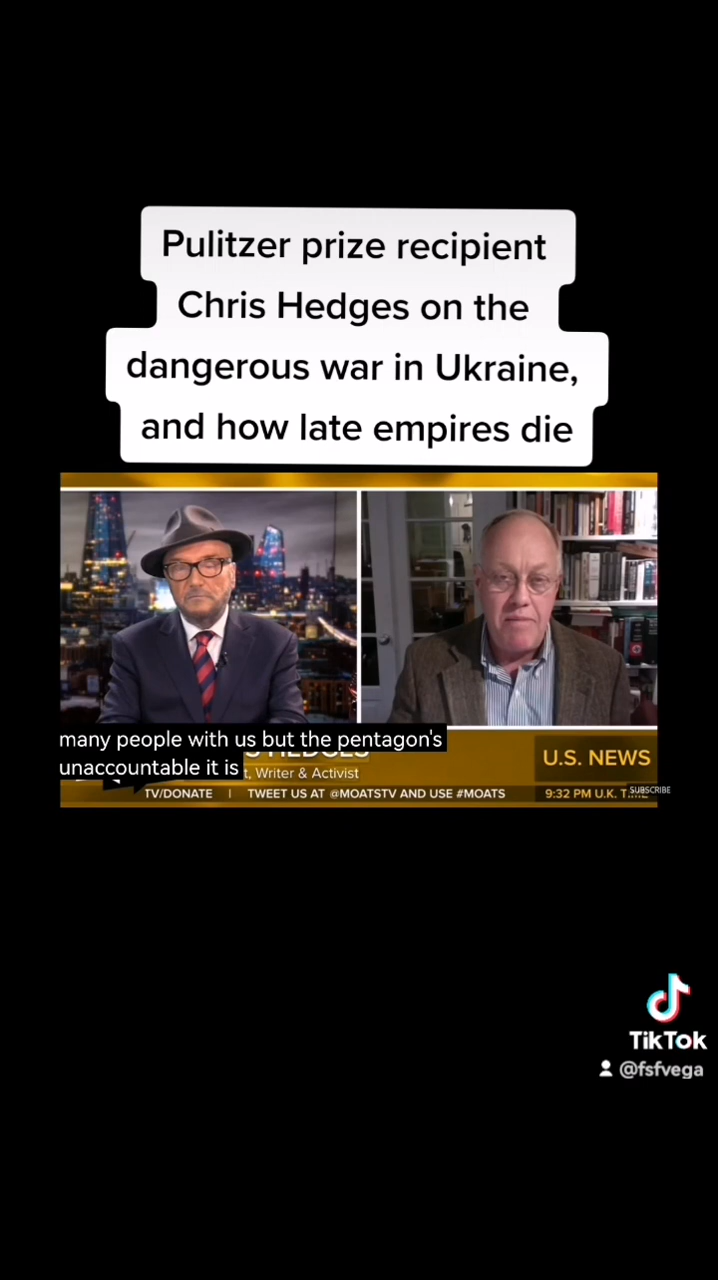 Pulitzer prize recipient
Chris Hedges on the
dangerous war in Ukraine,
and how late empires die
many people with us but the pentagon's
unaccountable it is
HEDGES
, Writer & Activist
U.S. NEWS
TV/DONATE | TWEET US AT @MOATSTV AND USE #MOATS
9:32 PM U.K.
SUBSCRIBE
TikTok
@fsfvega